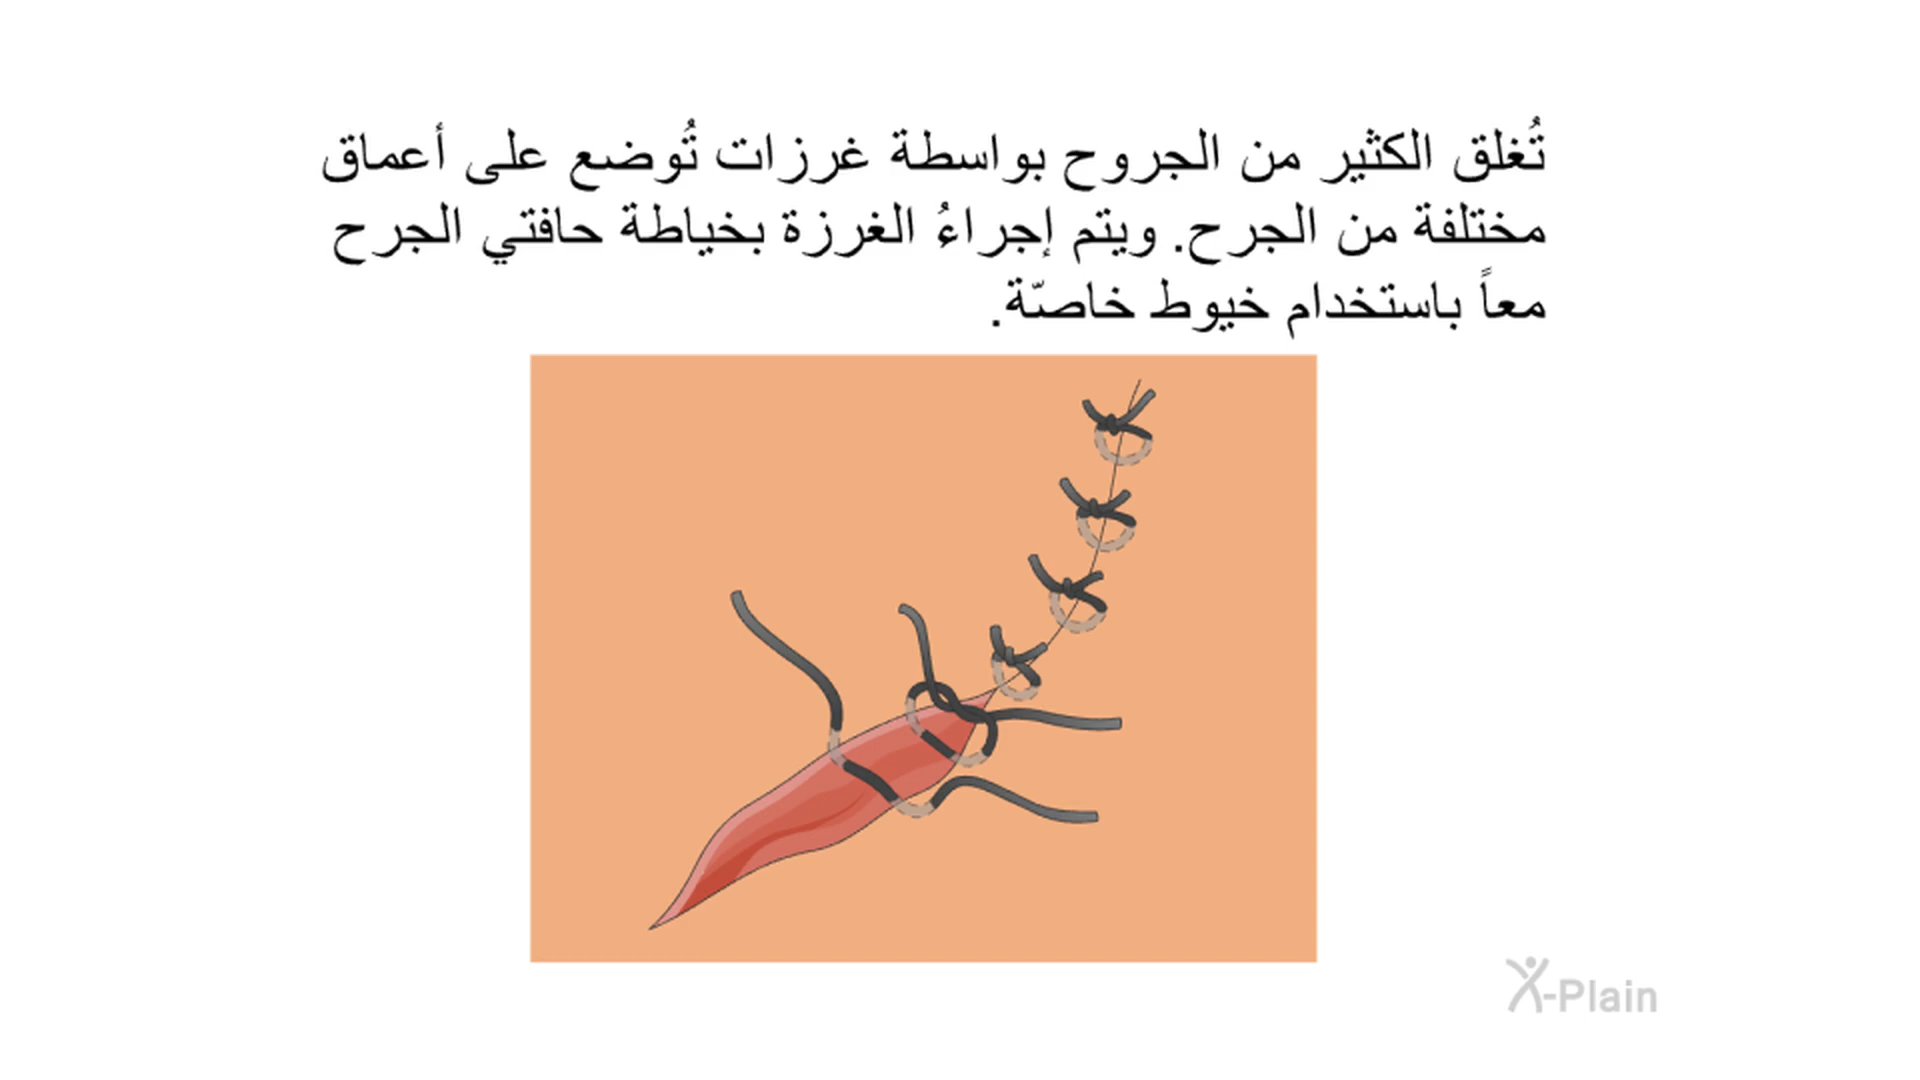 تُغلق الكثير من الجروح بواسطة غرزات تُوضع على أعماق
مختلفة من الجرح. ويتم إجراءُ الغرزة بخياطة حافتي الجرح
معاً باستخدام خيوط خاصّة.
X-Plain